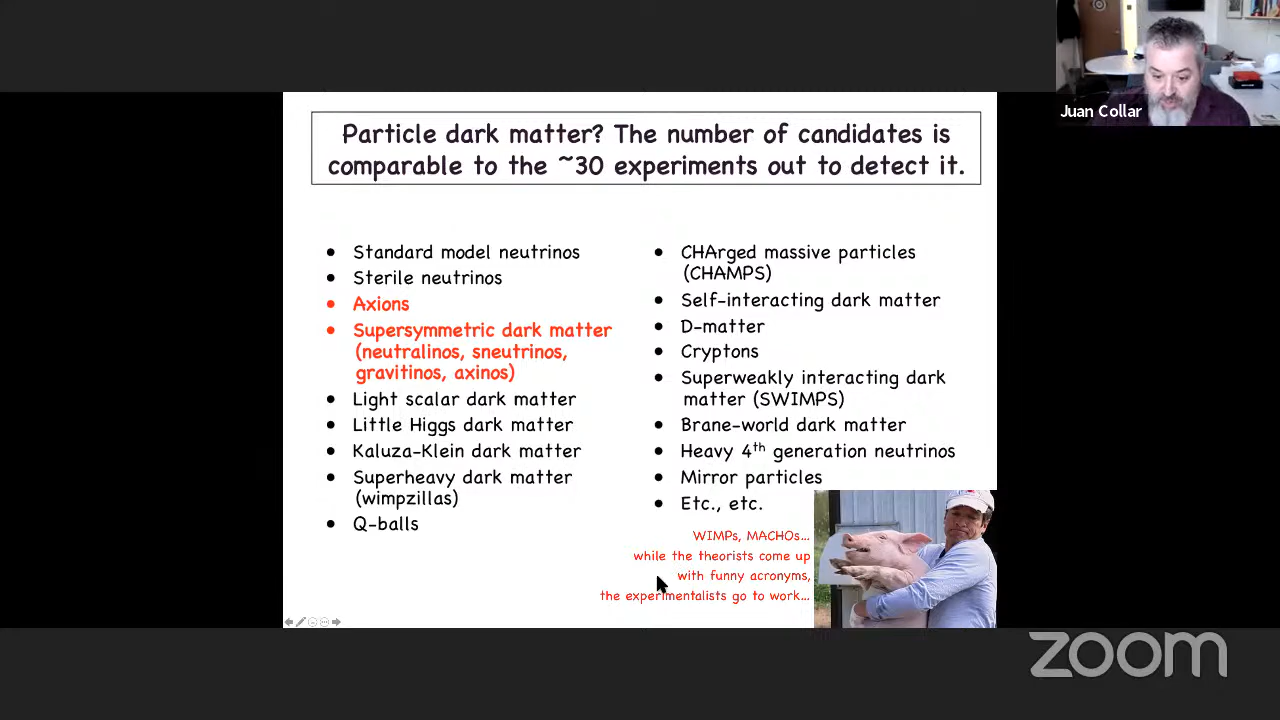 Juan Collar
Particle dark matter? The number of candidates is
comparable to the ~30 experiments out to detect it.
• Standard model neutrinos
• Sterile neutrinos
• Axions
• Supersymmetric dark matter
(neutralinos, sneutrinos,
gravitinos, axinos)
• Light scalar dark matter
• Little Higgs dark matter
• Kaluza-Klein dark matter
• Superheavy dark matter
(wimpzillas)
• Q-balls
• CHArged massive particles
(CHAMPS)
• Self-interacting dark matter
• D-matter
• Cryptons
• Superweakly interacting dark
matter (SWIMPS)
• Brane-world dark matter
• Heavy 4th generation neutrinos
• Mirror particles
• Etc., etc.
WIMPs, MACHOs...
while the theorists come up
with funny acronyms,
the experimentalists go to work...
zoom